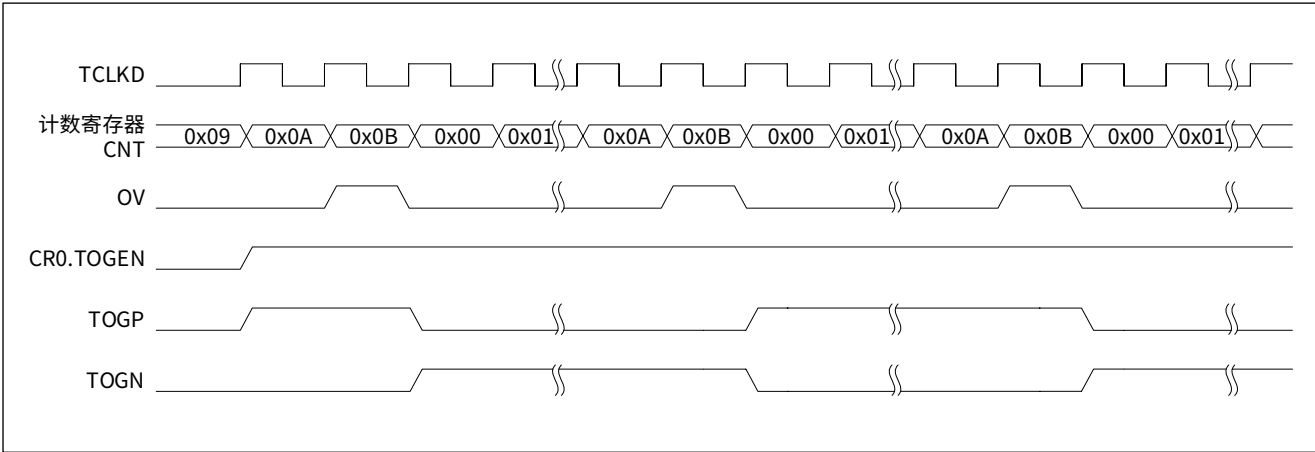 TCLKD
计数寄存器
CNT
0x09 0x0A 0x0B 0x00 0x01 0x0A 0x0B 0x00 0x01 0x0A 0x0B 0x00 0x01
OV
CR0.TOGEN
TOGP
TOGN